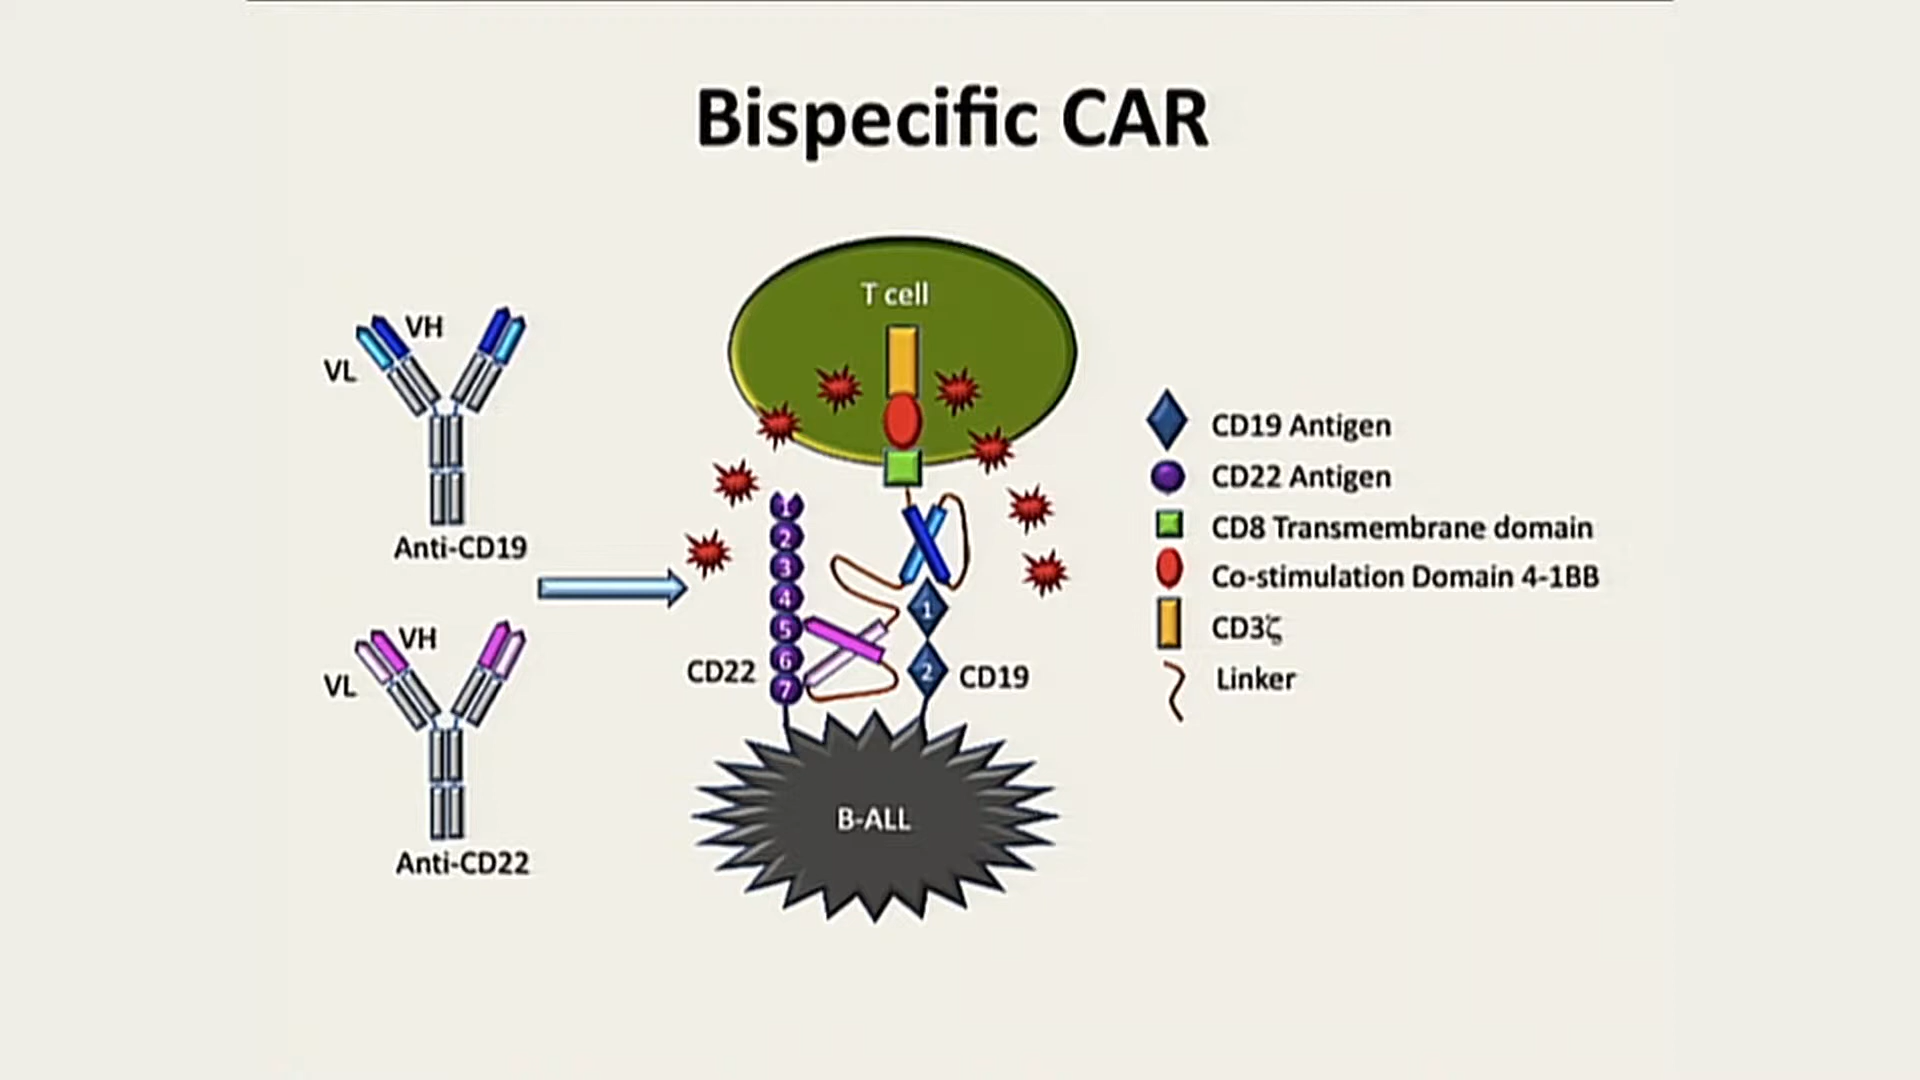 Bispecific CAR
T cell
VH
VL
Anti-CD19
VH
VL
Anti-CD22
1
2
3
4
5
6
7
CD22
1
2
CD19
B-ALL
CD19 Antigen
CD22 Antigen
CD8 Transmembrane domain
Co-stimulation Domain 4-1BB
CD3ζ
Linker